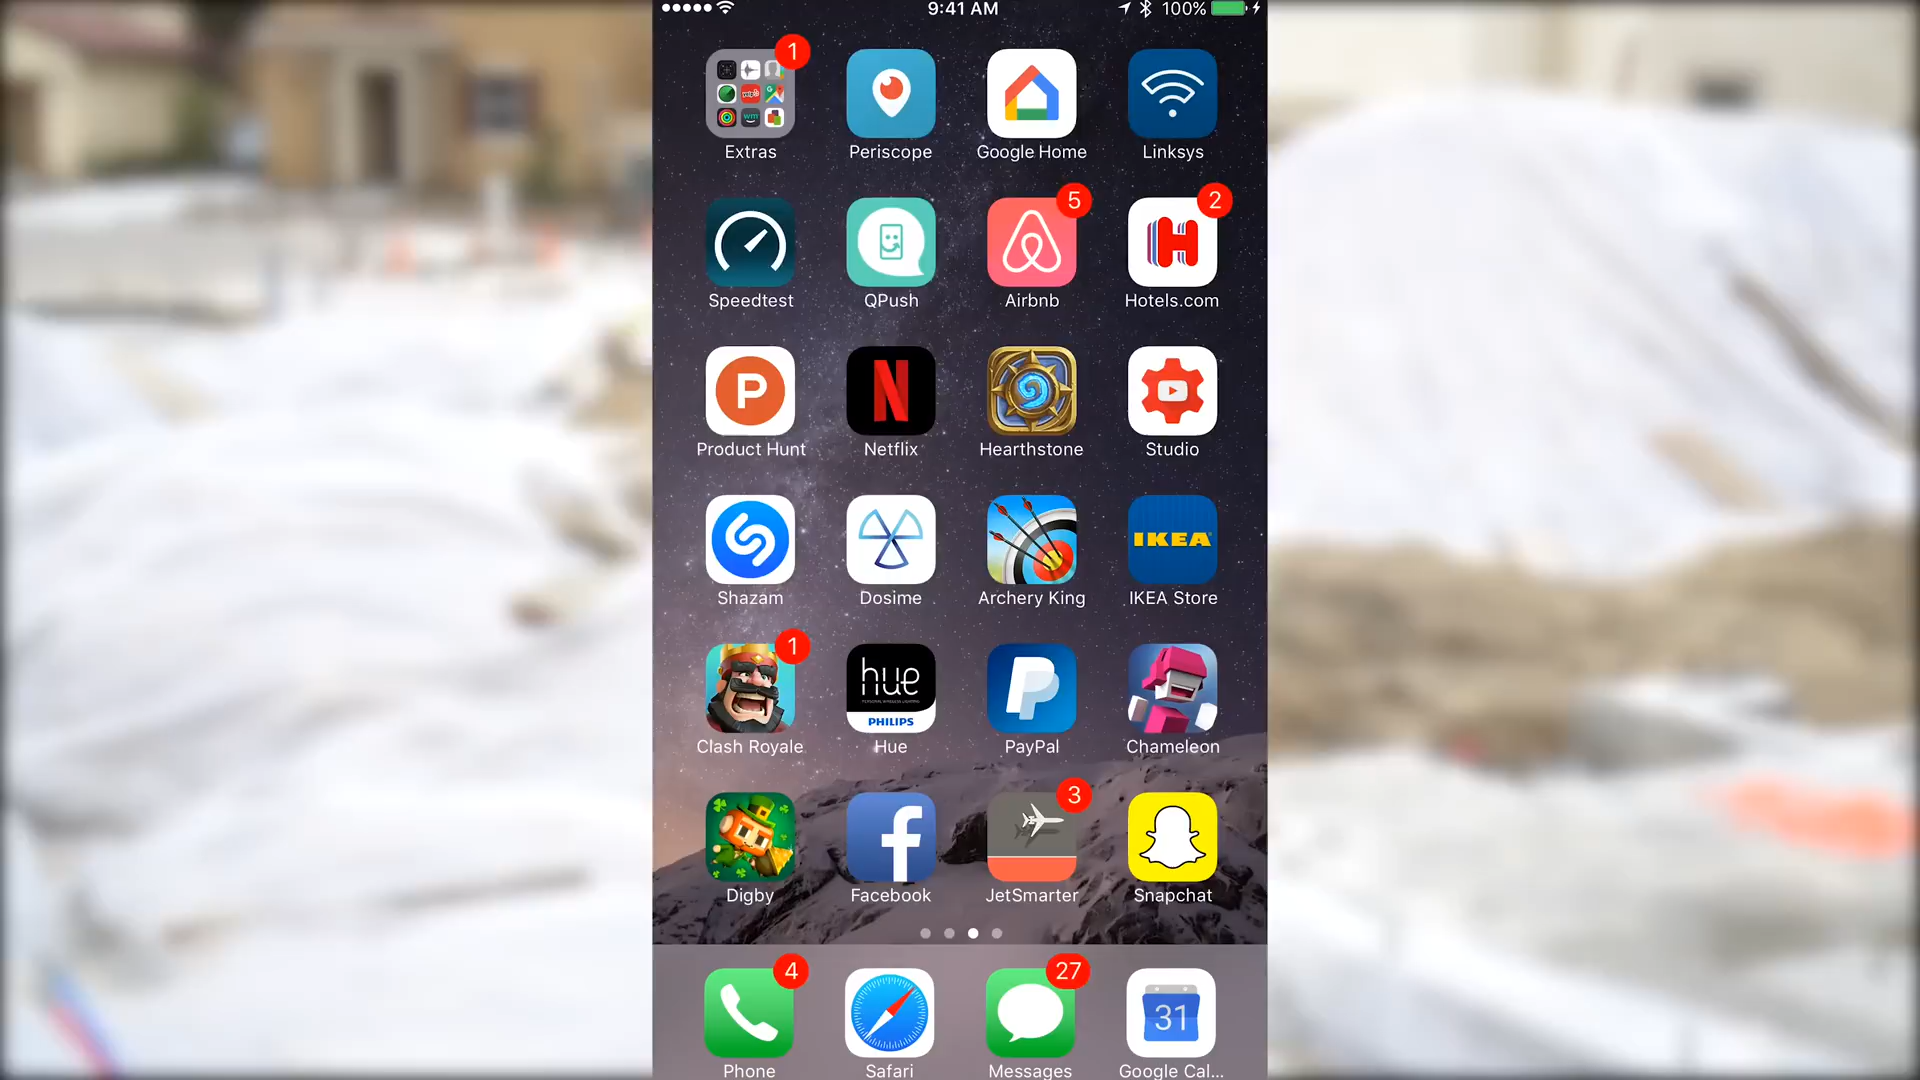 9:41 AM 100%
1
Extras Periscope Google Home Linksys
5 2
Speedtest QPush Airbnb Hotels.com
P N
Product Hunt Netflix Hearthstone Studio
IKEA
Shazam Dosime Archery King IKEA Store
1
hue
PHILIPS
Clash Royale Hue PayPal Chameleon
3
Digby Facebook JetSmarter Snapchat
4 27
31
Phone Safari Messages Google Cal...